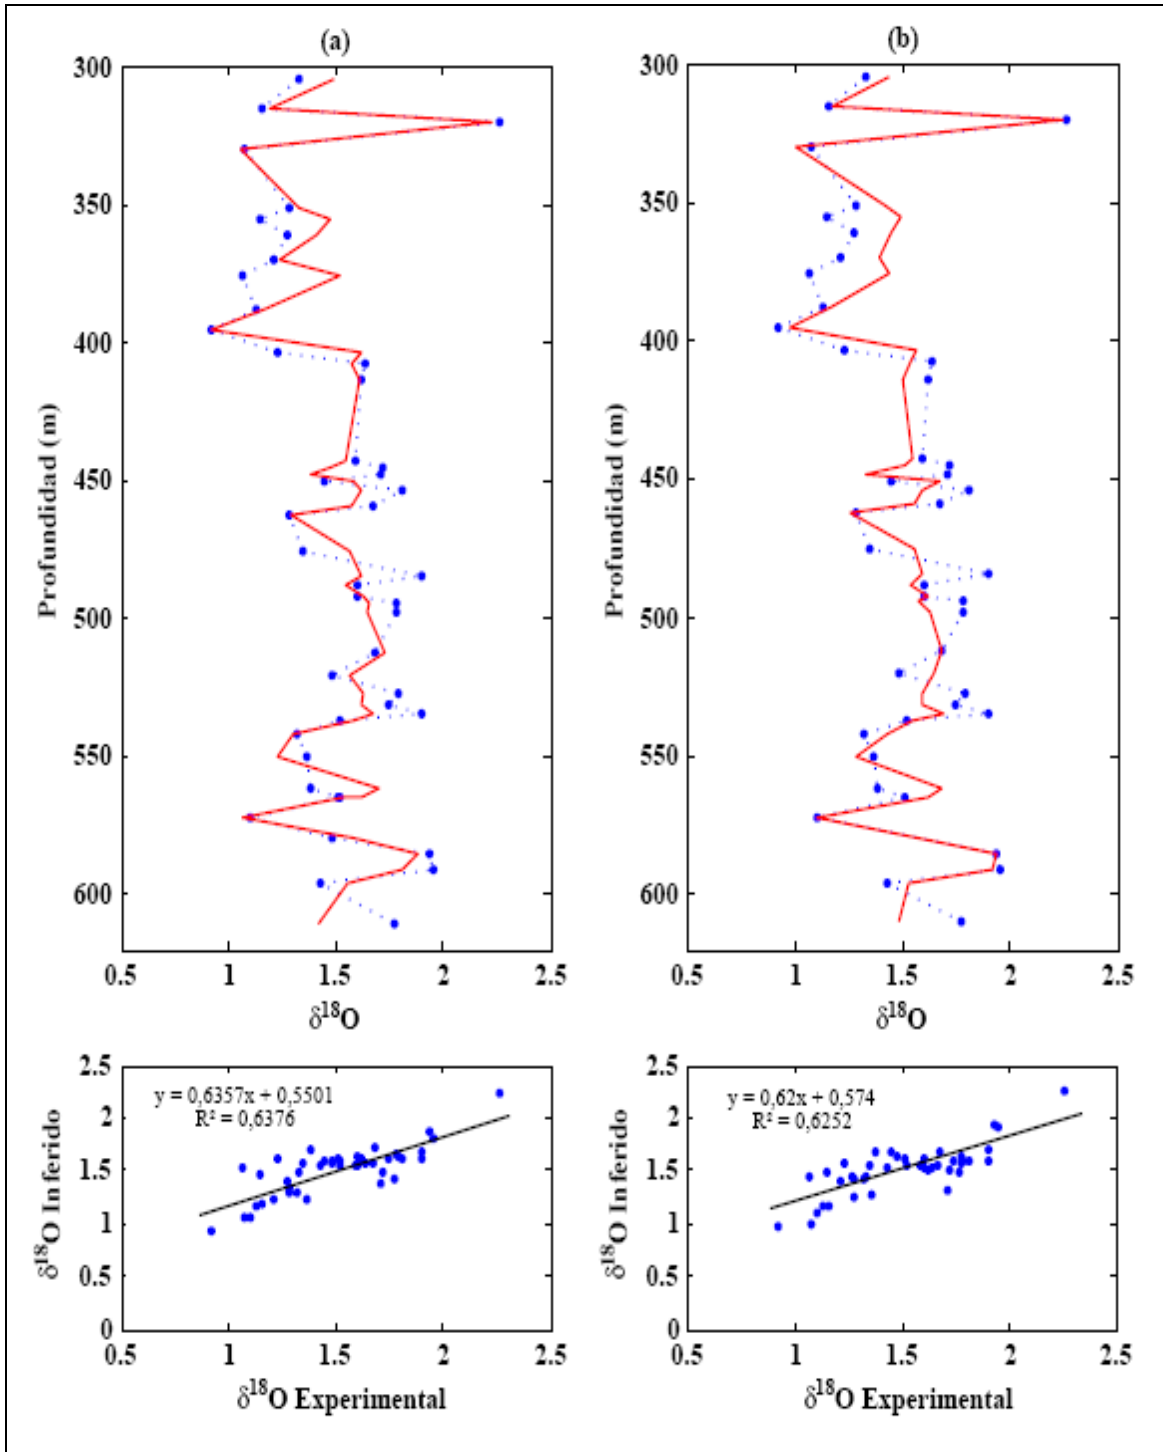 (a)
300
350
400
450
500
550
600
Profundidad (m)
0.5 1 1.5 2 2.5
δ¹⁸O
(b)
300
350
400
450
500
550
600
Profundidad (m)
0.5 1 1.5 2 2.5
δ¹⁸O
2.5
2
1.5
1
0.5
0
δ¹⁸O Inferido
y = 0,6357x + 0,5501
R² = 0,6376
0.5 1 1.5 2 2.5
δ¹⁸O Experimental
2.5
2
1.5
1
0.5
0
δ¹⁸O Inferido
y = 0,62x + 0,574
R² = 0,6252
0.5 1 1.5 2 2.5
δ¹⁸O Experimental